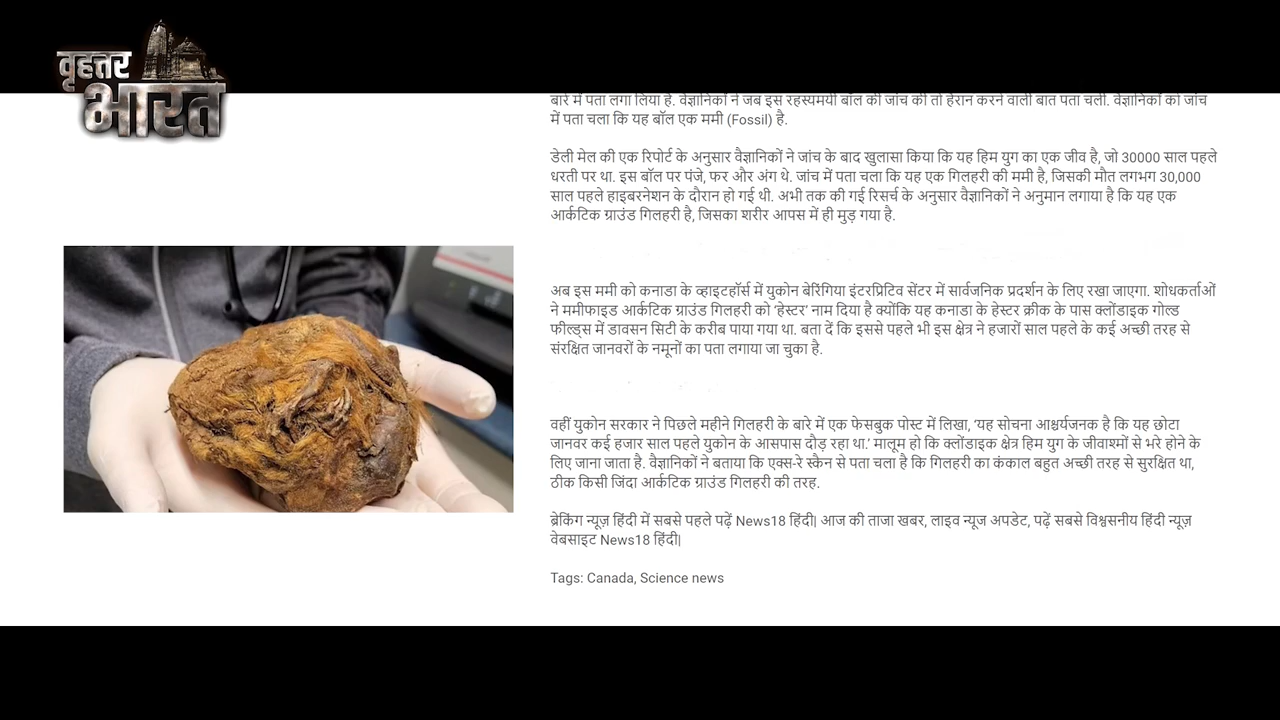 वृहत्तर
भारत
बारे में पता लगा लिया है. वैज्ञानिकों ने जब इस रहस्यमयी बॉल की जांच की तो हैरान करने वाली बात पता चली. वैज्ञानिकों को जांच
में पता चला कि यह बॉल एक ममी (Fossil) है.
डेली मेल की एक रिपोर्ट के अनुसार वैज्ञानिकों ने जांच के बाद खुलासा किया कि यह हिम युग का एक जीव है, जो 30000 साल पहले
धरती पर था. इस बॉल पर पंजे, फर और अंग थे. जांच में पता चला कि यह एक गिलहरी की ममी है, जिसकी मौत लगभग 30,000
साल पहले हाइबरनेशन के दौरान हो गई थी. अभी तक की गई रिसर्च के अनुसार वैज्ञानिकों ने अनुमान लगाया है कि यह एक
आर्कटिक ग्राउंड गिलहरी है, जिसका शरीर आपस में ही मुड़ गया है.
अब इस ममी को कनाडा के व्हाइटहॉर्स में युकोन बेरिंगिया इंटरप्रिटिव सेंटर में सार्वजनिक प्रदर्शन के लिए रखा जाएगा. शोधकर्ताओं
ने ममीफाइड आर्कटिक ग्राउंड गिलहरी को ‘हेस्टर’ नाम दिया है क्योंकि यह कनाडा के हेस्टर क्रीक के पास क्लोंडाइक गोल्ड
फील्ड्स में डावसन सिटी के करीब पाया गया था. बता दें कि इससे पहले भी इस क्षेत्र ने हजारों साल पहले के कई अच्छी तरह से
संरक्षित जानवरों के नमूनों का पता लगाया जा चुका है.
वहीं युकोन सरकार ने पिछले महीने गिलहरी के बारे में एक फेसबुक पोस्ट में लिखा, ‘यह सोचना आश्चर्यजनक है कि यह छोटा
जानवर कई हजार साल पहले युकोन के आसपास दौड़ रहा था.’ मालूम हो कि क्लोंडाइक क्षेत्र हिम युग के जीवाश्मों से भरे होने के
लिए जाना जाता है. वैज्ञानिकों ने बताया कि एक्स-रे स्कैन से पता चला है कि गिलहरी का कंकाल बहुत अच्छी तरह से सुरक्षित था,
ठीक किसी जिंदा आर्कटिक ग्राउंड गिलहरी की तरह.
ब्रेकिंग न्यूज़ हिंदी में सबसे पहले पढ़ें News18 हिंदी| आज की ताजा खबर, लाइव न्यूज अपडेट, पढ़ें सबसे विश्वसनीय हिंदी न्यूज़
वेबसाइट News18 हिंदी|
Tags: Canada, Science news